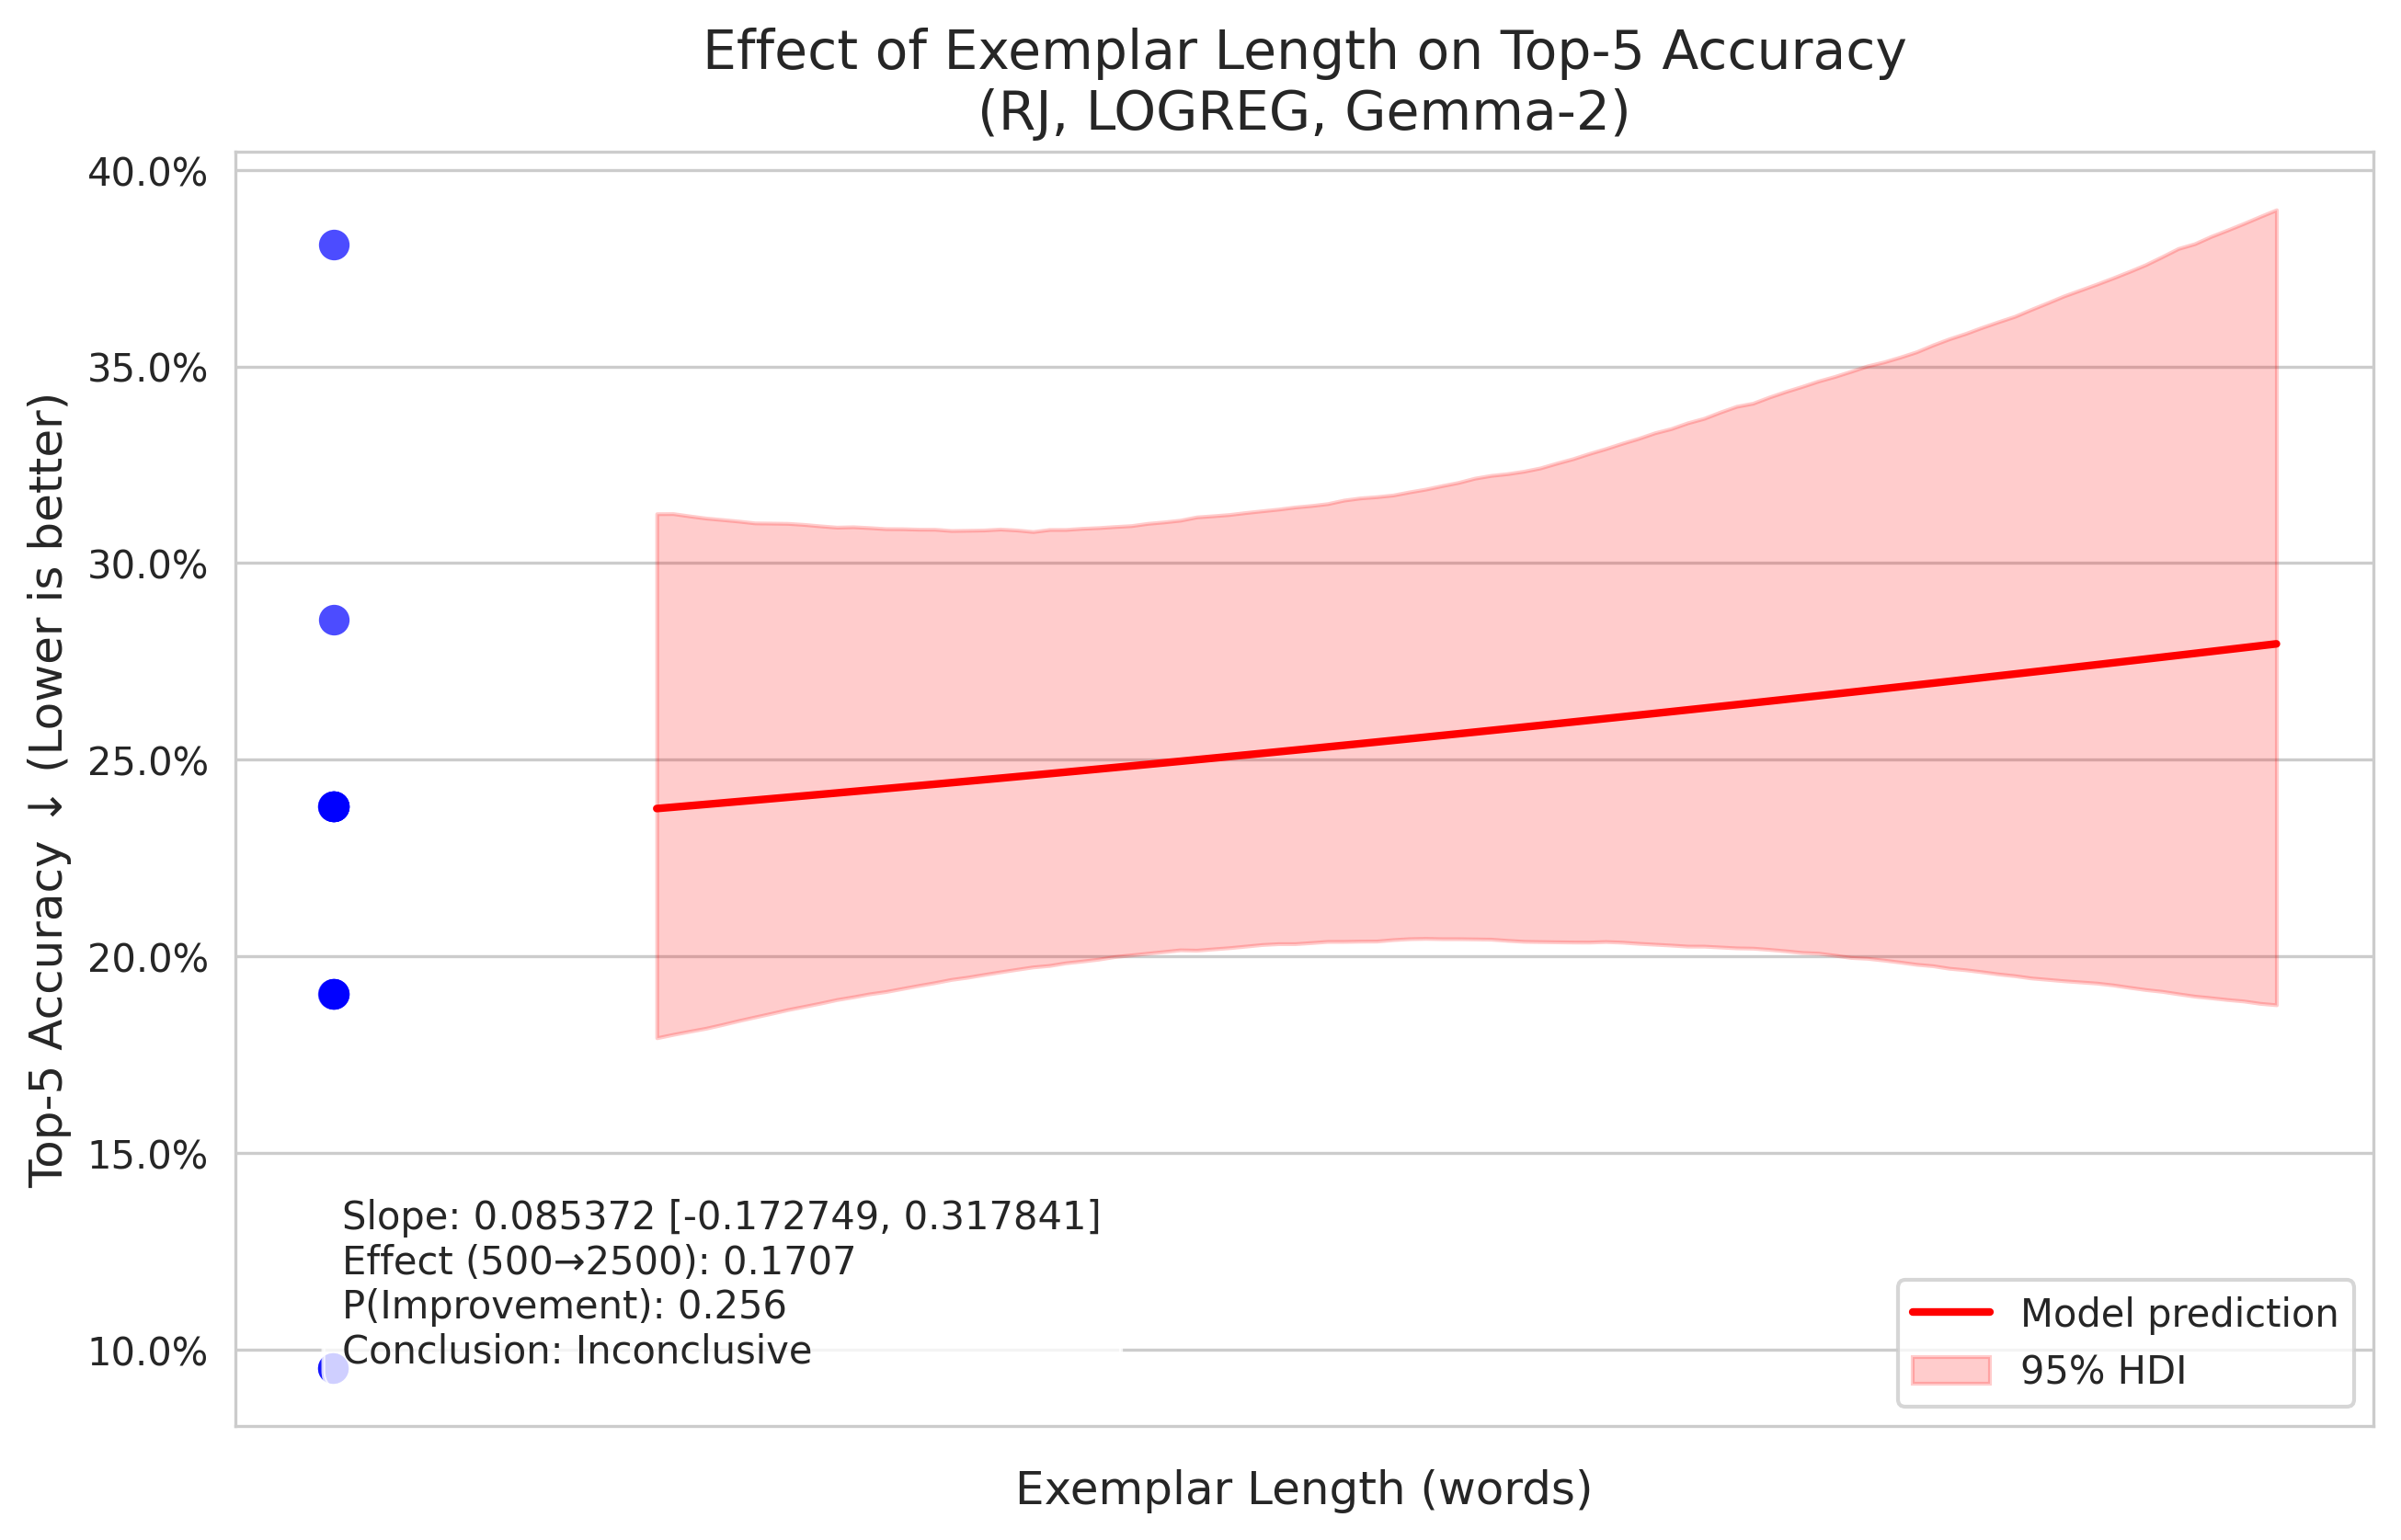 Effect of Exemplar Length on Top-5 Accuracy
(RJ, LOGREG, Gemma-2)
Top-5 Accuracy ↓ (Lower is better)
40.0%
35.0%
30.0%
25.0%
20.0%
15.0%
10.0%
Slope: 0.085372 [-0.172749, 0.317841]
Effect (500→2500): 0.1707
P(Improvement): 0.256
Conclusion: Inconclusive
Model prediction
95% HDI
Exemplar Length (words)